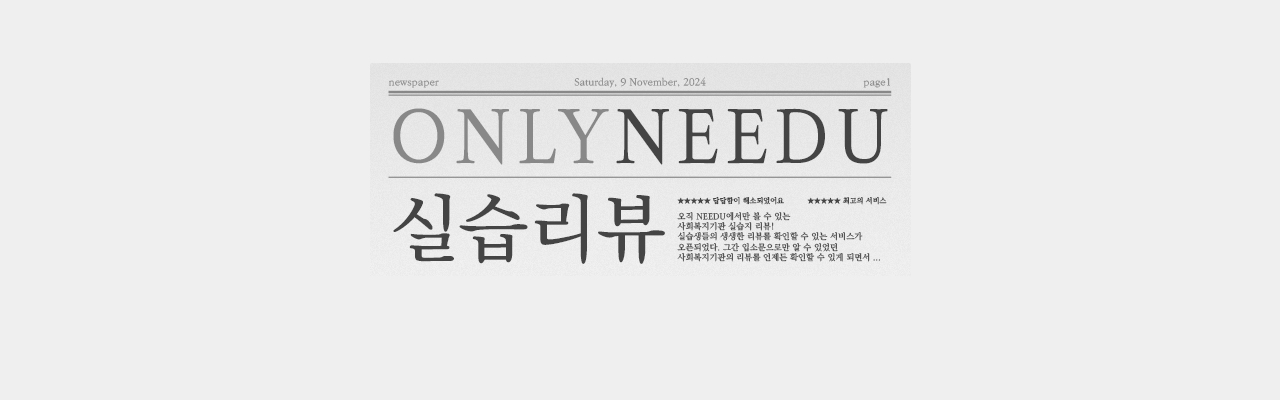 newspaper
Saturday, 9 November, 2024
page1
ONLYNEEDU
실습리뷰
★★★★★ 답답함이 해소되었어요
★★★★★ 최고의 서비스
오직 NEEDU에서만 볼 수 있는
사회복지기관 실습지 리뷰!
실습생들의 생생한 리뷰를 확인할 수 있는 서비스가
오픈되었다. 그간 입소문으로만 알 수 있었던
사회복지기관의 리뷰를 언제든 확인할 수 있게 되면서 ...